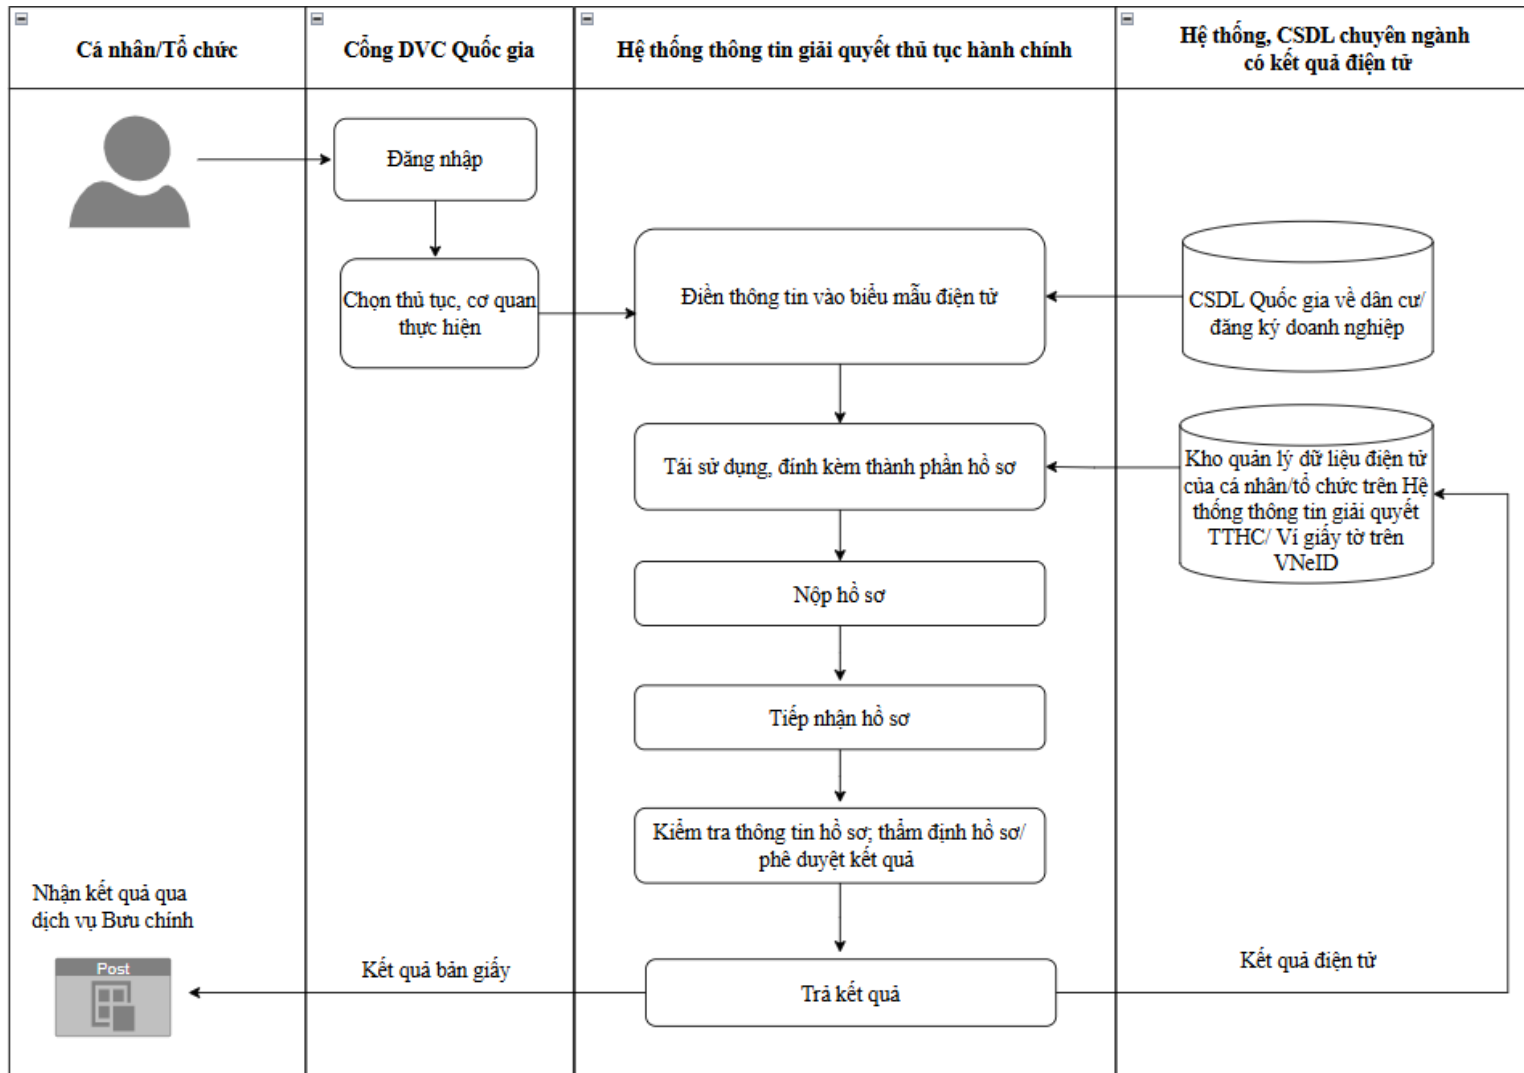 Cá nhân/Tổ chức
Cổng DVC Quốc gia
Hệ thống thông tin giải quyết thủ tục hành chính
Hệ thống, CSDL chuyên ngành
có kết quả điện tử
Đăng nhập
Chọn thủ tục, cơ quan
thực hiện
Điền thông tin vào biểu mẫu điện tử
CSDL Quốc gia về dân cư/
đăng ký doanh nghiệp
Tái sử dụng, đính kèm thành phần hồ sơ
Kho quản lý dữ liệu điện tử
của cá nhân/tổ chức trên Hệ
thống thông tin giải quyết
TTHC/ Ví giấy tờ trên
VNeID
Nộp hồ sơ
Tiếp nhận hồ sơ
Kiểm tra thông tin hồ sơ; thẩm định hồ sơ/
phê duyệt kết quả
Nhận kết quả qua
dịch vụ Bưu chính
Post
Kết quả bản giấy
Trả kết quả
Kết quả điện tử